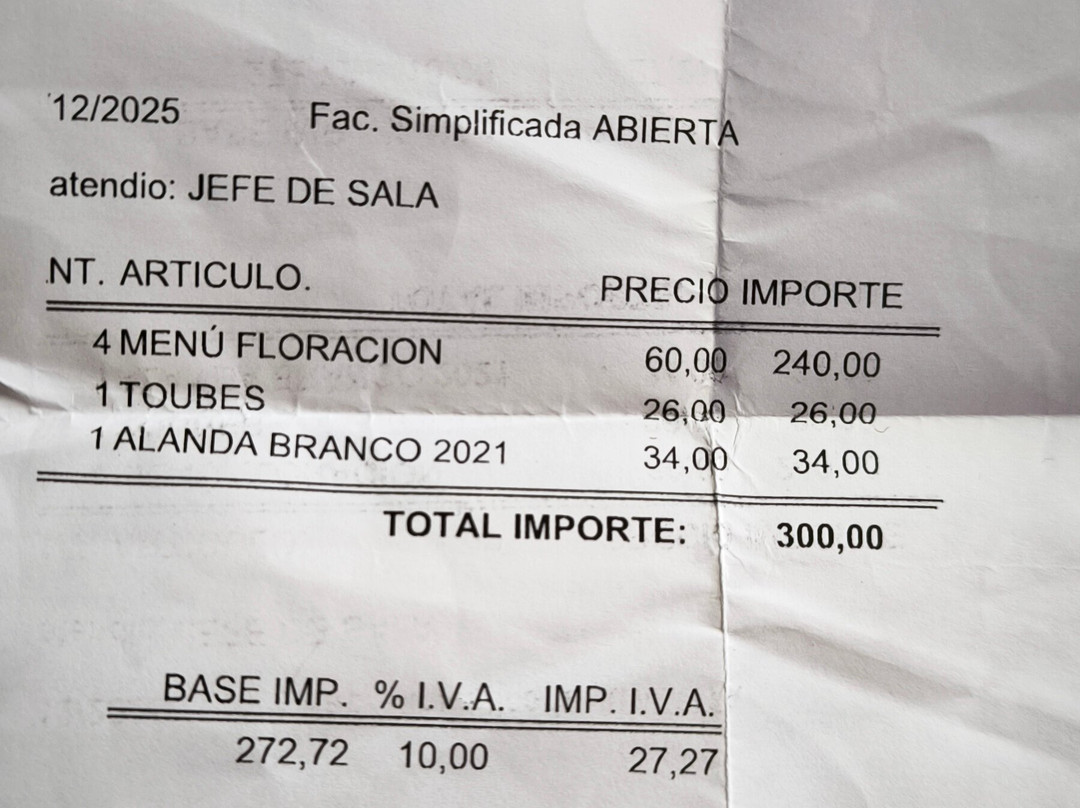 12/2025 Fac. Simplificada ABIERTA
atendio: JEFE DE SALA
NT. ARTICULO. PRECIO IMPORTE
4 MENÚ FLORACION 60,00 240,00
1 TOUBES 26,00 26,00
1 ALANDA BRANCO 2021 34,00 34,00
TOTAL IMPORTE: 300,00
BASE IMP. % I.V.A. IMP. I.V.A.
272,72 10,00 27,27